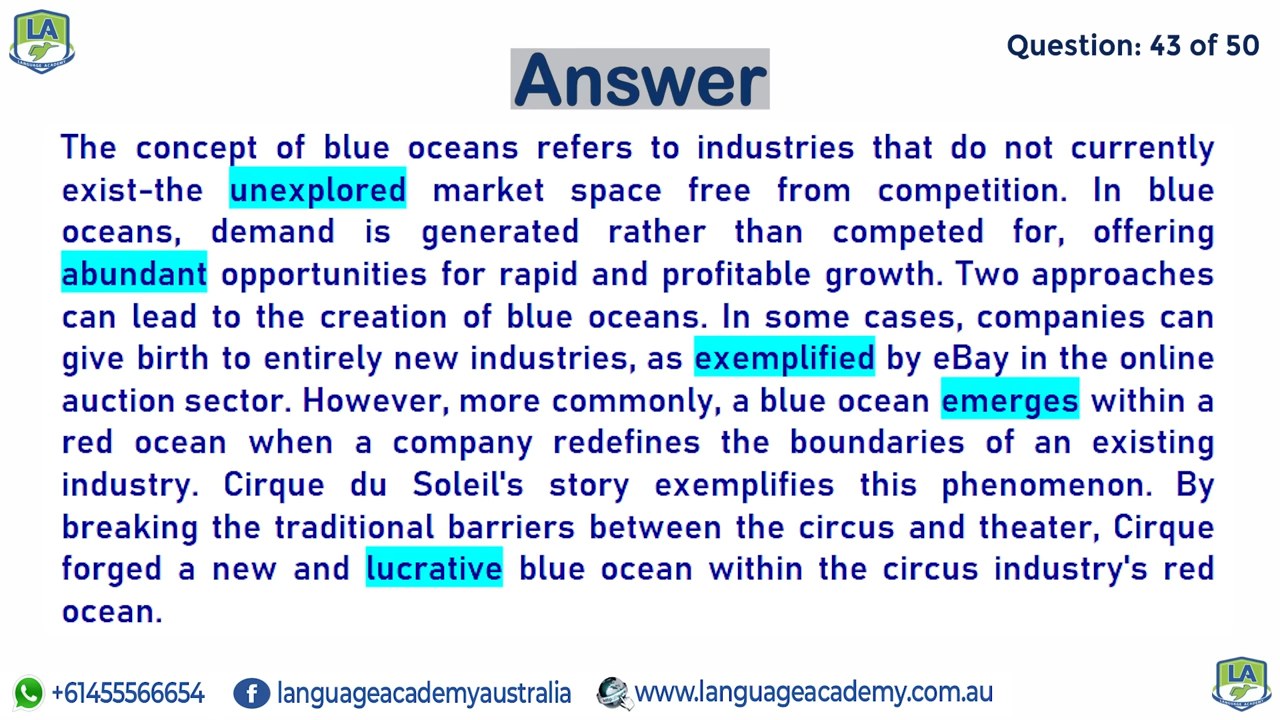 LA
LANGUAGE ACADEMY
Question: 43 of 50
Answer
The concept of blue oceans refers to industries that do not currently
exist-the unexplored market space free from competition. In blue
oceans, demand is generated rather than competed for, offering
abundant opportunities for rapid and profitable growth. Two approaches
can lead to the creation of blue oceans. In some cases, companies can
give birth to entirely new industries, as exemplified by eBay in the online
auction sector. However, more commonly, a blue ocean emerges within a
red ocean when a company redefines the boundaries of an existing
industry. Cirque du Soleil's story exemplifies this phenomenon. By
breaking the traditional barriers between the circus and theater, Cirque
forged a new and lucrative blue ocean within the circus industry's red
ocean.
+61455566654 languageacademyaustralia www.languageacademy.com.au
LA
LANGUAGE ACADEMY